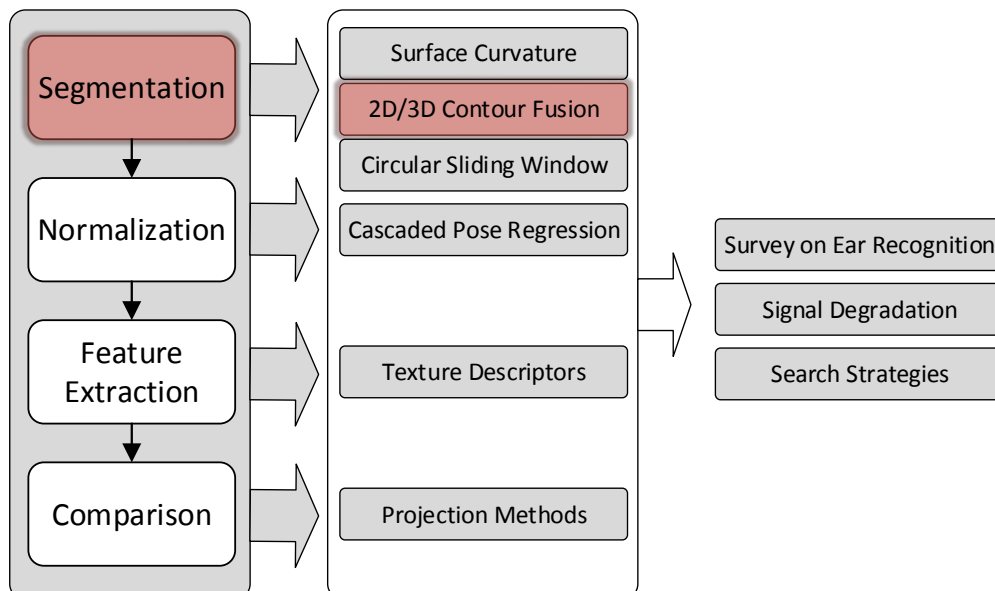 Segmentation
Normalization
Feature
Extraction
Comparison
Surface Curvature
2D/3D Contour Fusion
Circular Sliding Window
Cascaded Pose Regression
Texture Descriptors
Projection Methods
Survey on Ear Recognition
Signal Degradation
Search Strategies